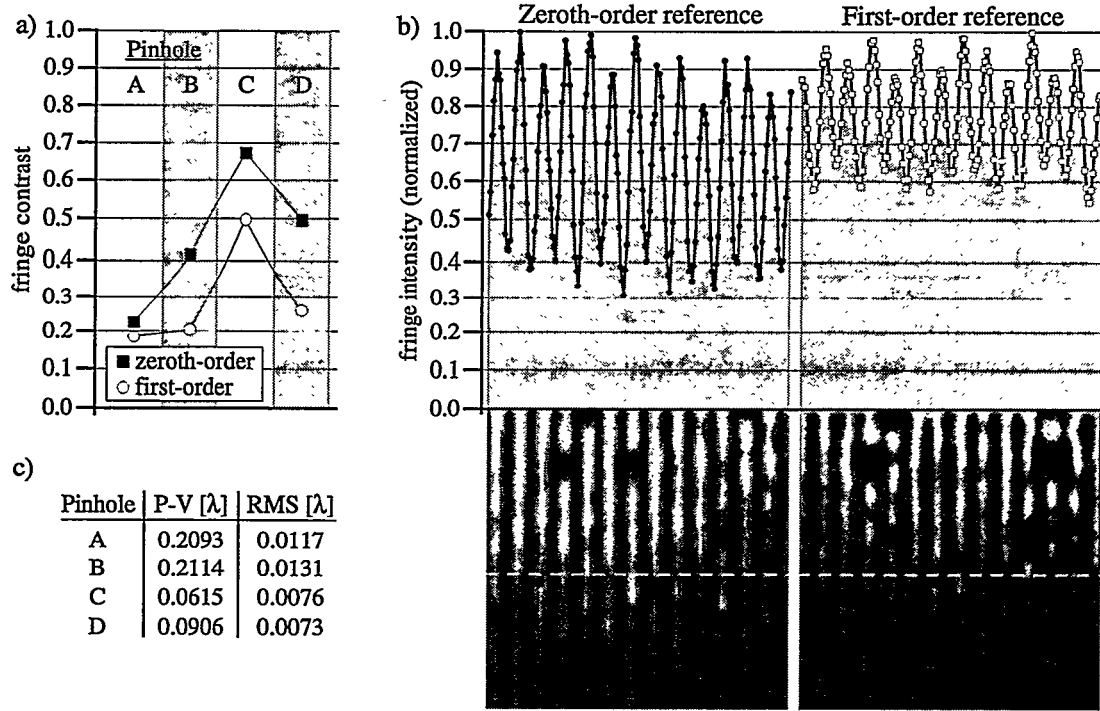 a)
1.0
0.9
0.8
0.7
0.6
0.5
0.4
0.3
0.2
0.1
0.0
fringe contrast
Pinhole
A B C D
zeroth-order
first-order
b)
Zeroth-order reference
First-order reference
1.0
0.9
0.8
0.7
0.6
0.5
0.4
0.3
0.2
0.1
0.0
fringe intensity (normalized)
c)
Pinhole P-V [λ] RMS [λ]
A 0.2093 0.0117
B 0.2114 0.0131
C 0.0615 0.0076
D 0.0906 0.0073